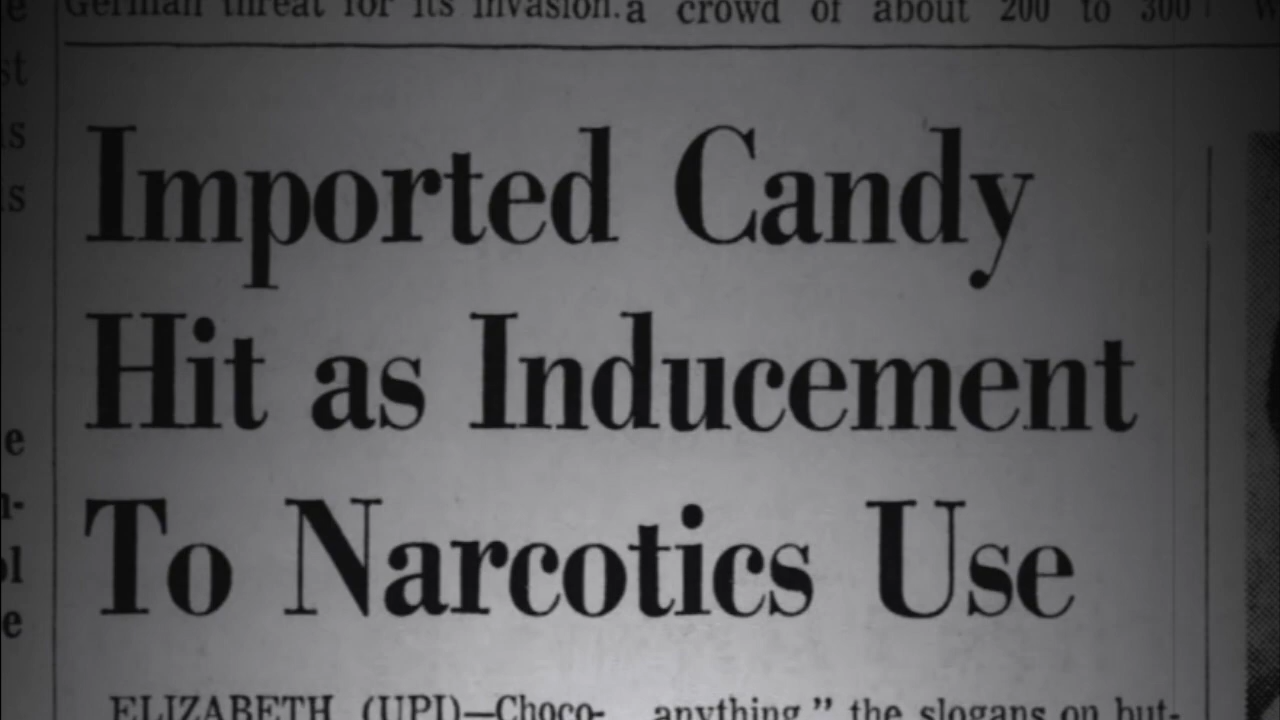 German threat for its invasion. a crowd of about 200 to 300
Imported Candy
Hit as Inducement
To Narcotics Use
ELIZABETH (UPI)—Choco- anything” the slogans on but-